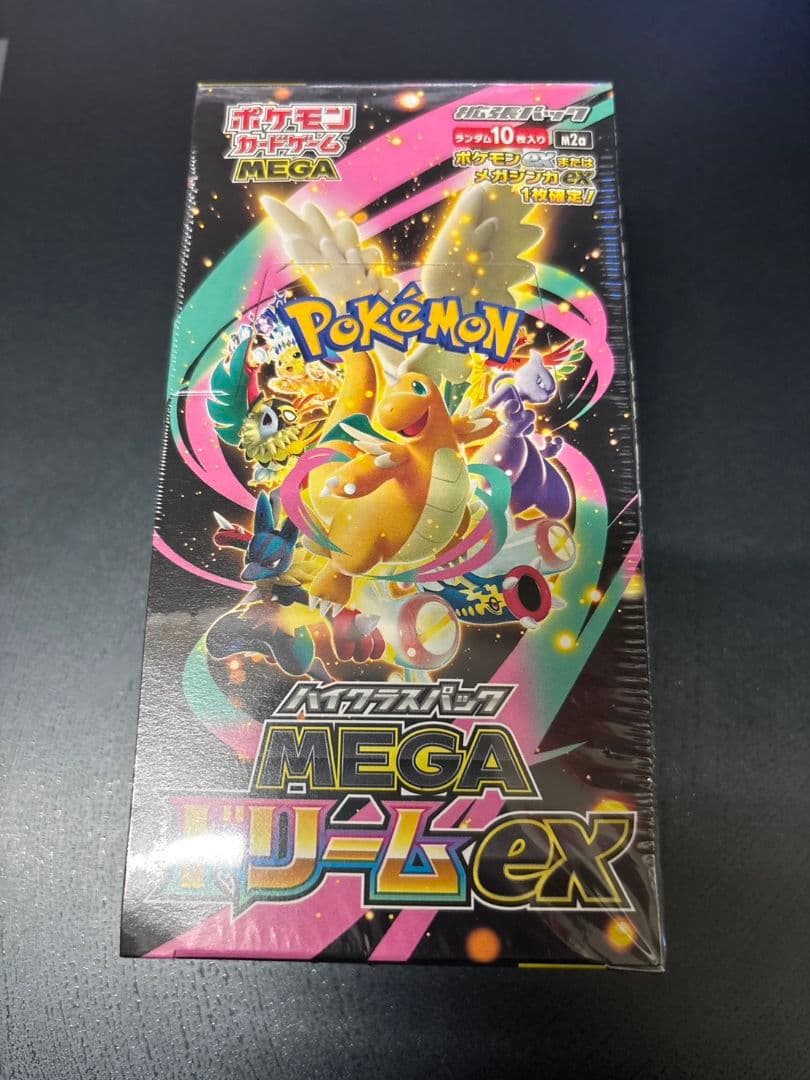 ポケモン
カードゲーム
MEGA
拡張パック
ランダム10枚入り M2a
ポケモンexまたは
メガシンカex
1枚確定!
POKéMON
TM
ハイクラスパック
MEGA
ドリームex